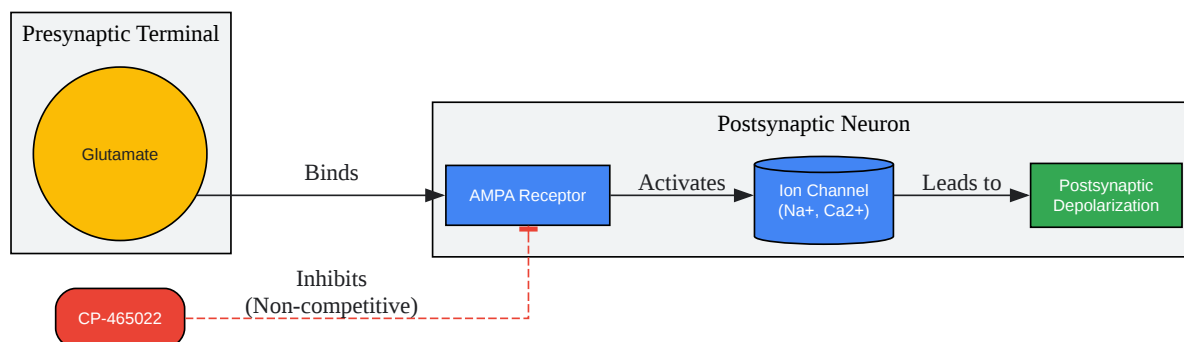 Presynaptic Terminal
Glutamate
Binds
Postsynaptic Neuron
AMPA Receptor
Activates
Ion Channel
(Na+, Ca2+)
Leads to
Postsynaptic
Depolarization
Inhibits
(Non-competitive)
CP-465022